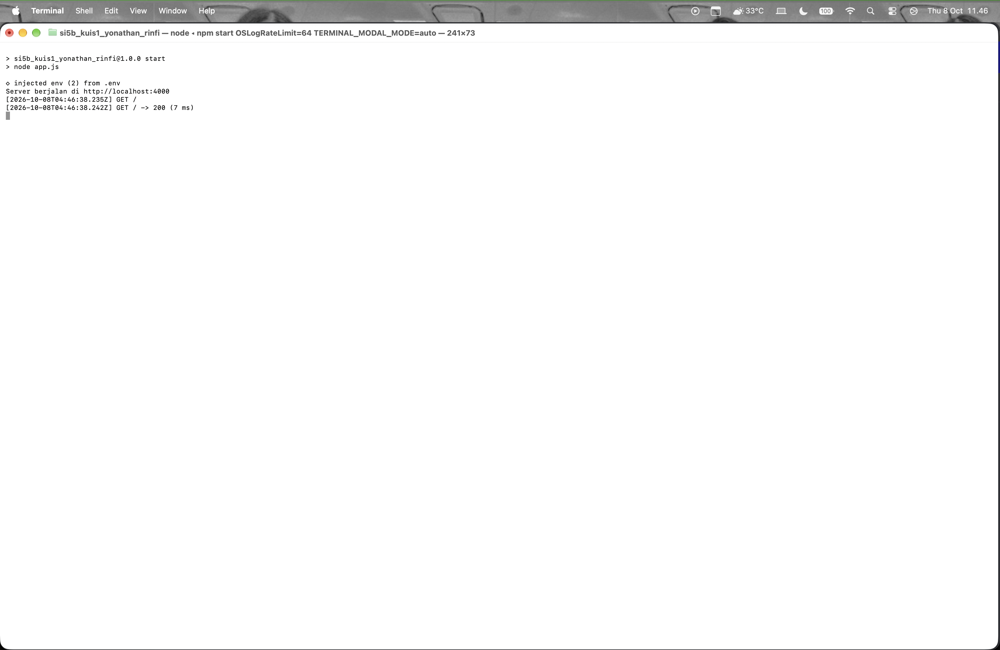 Terminal Shell Edit View Window Help 33°C 100 Thu 8 Oct 11.46
si5b_kuis1_yonathan_rinfi — node ◂ npm start OSLogRateLimit=64 TERMINAL_MODAL_MODE=auto — 241×73
> si5b_kuis1_yonathan_rinfi@1.0.0 start
> node app.js
◇ injected env (2) from .env
Server berjalan di http://localhost:4000
[2026-10-08T04:46:38.235Z] GET /
[2026-10-08T04:46:38.242Z] GET / -> 200 (7 ms)